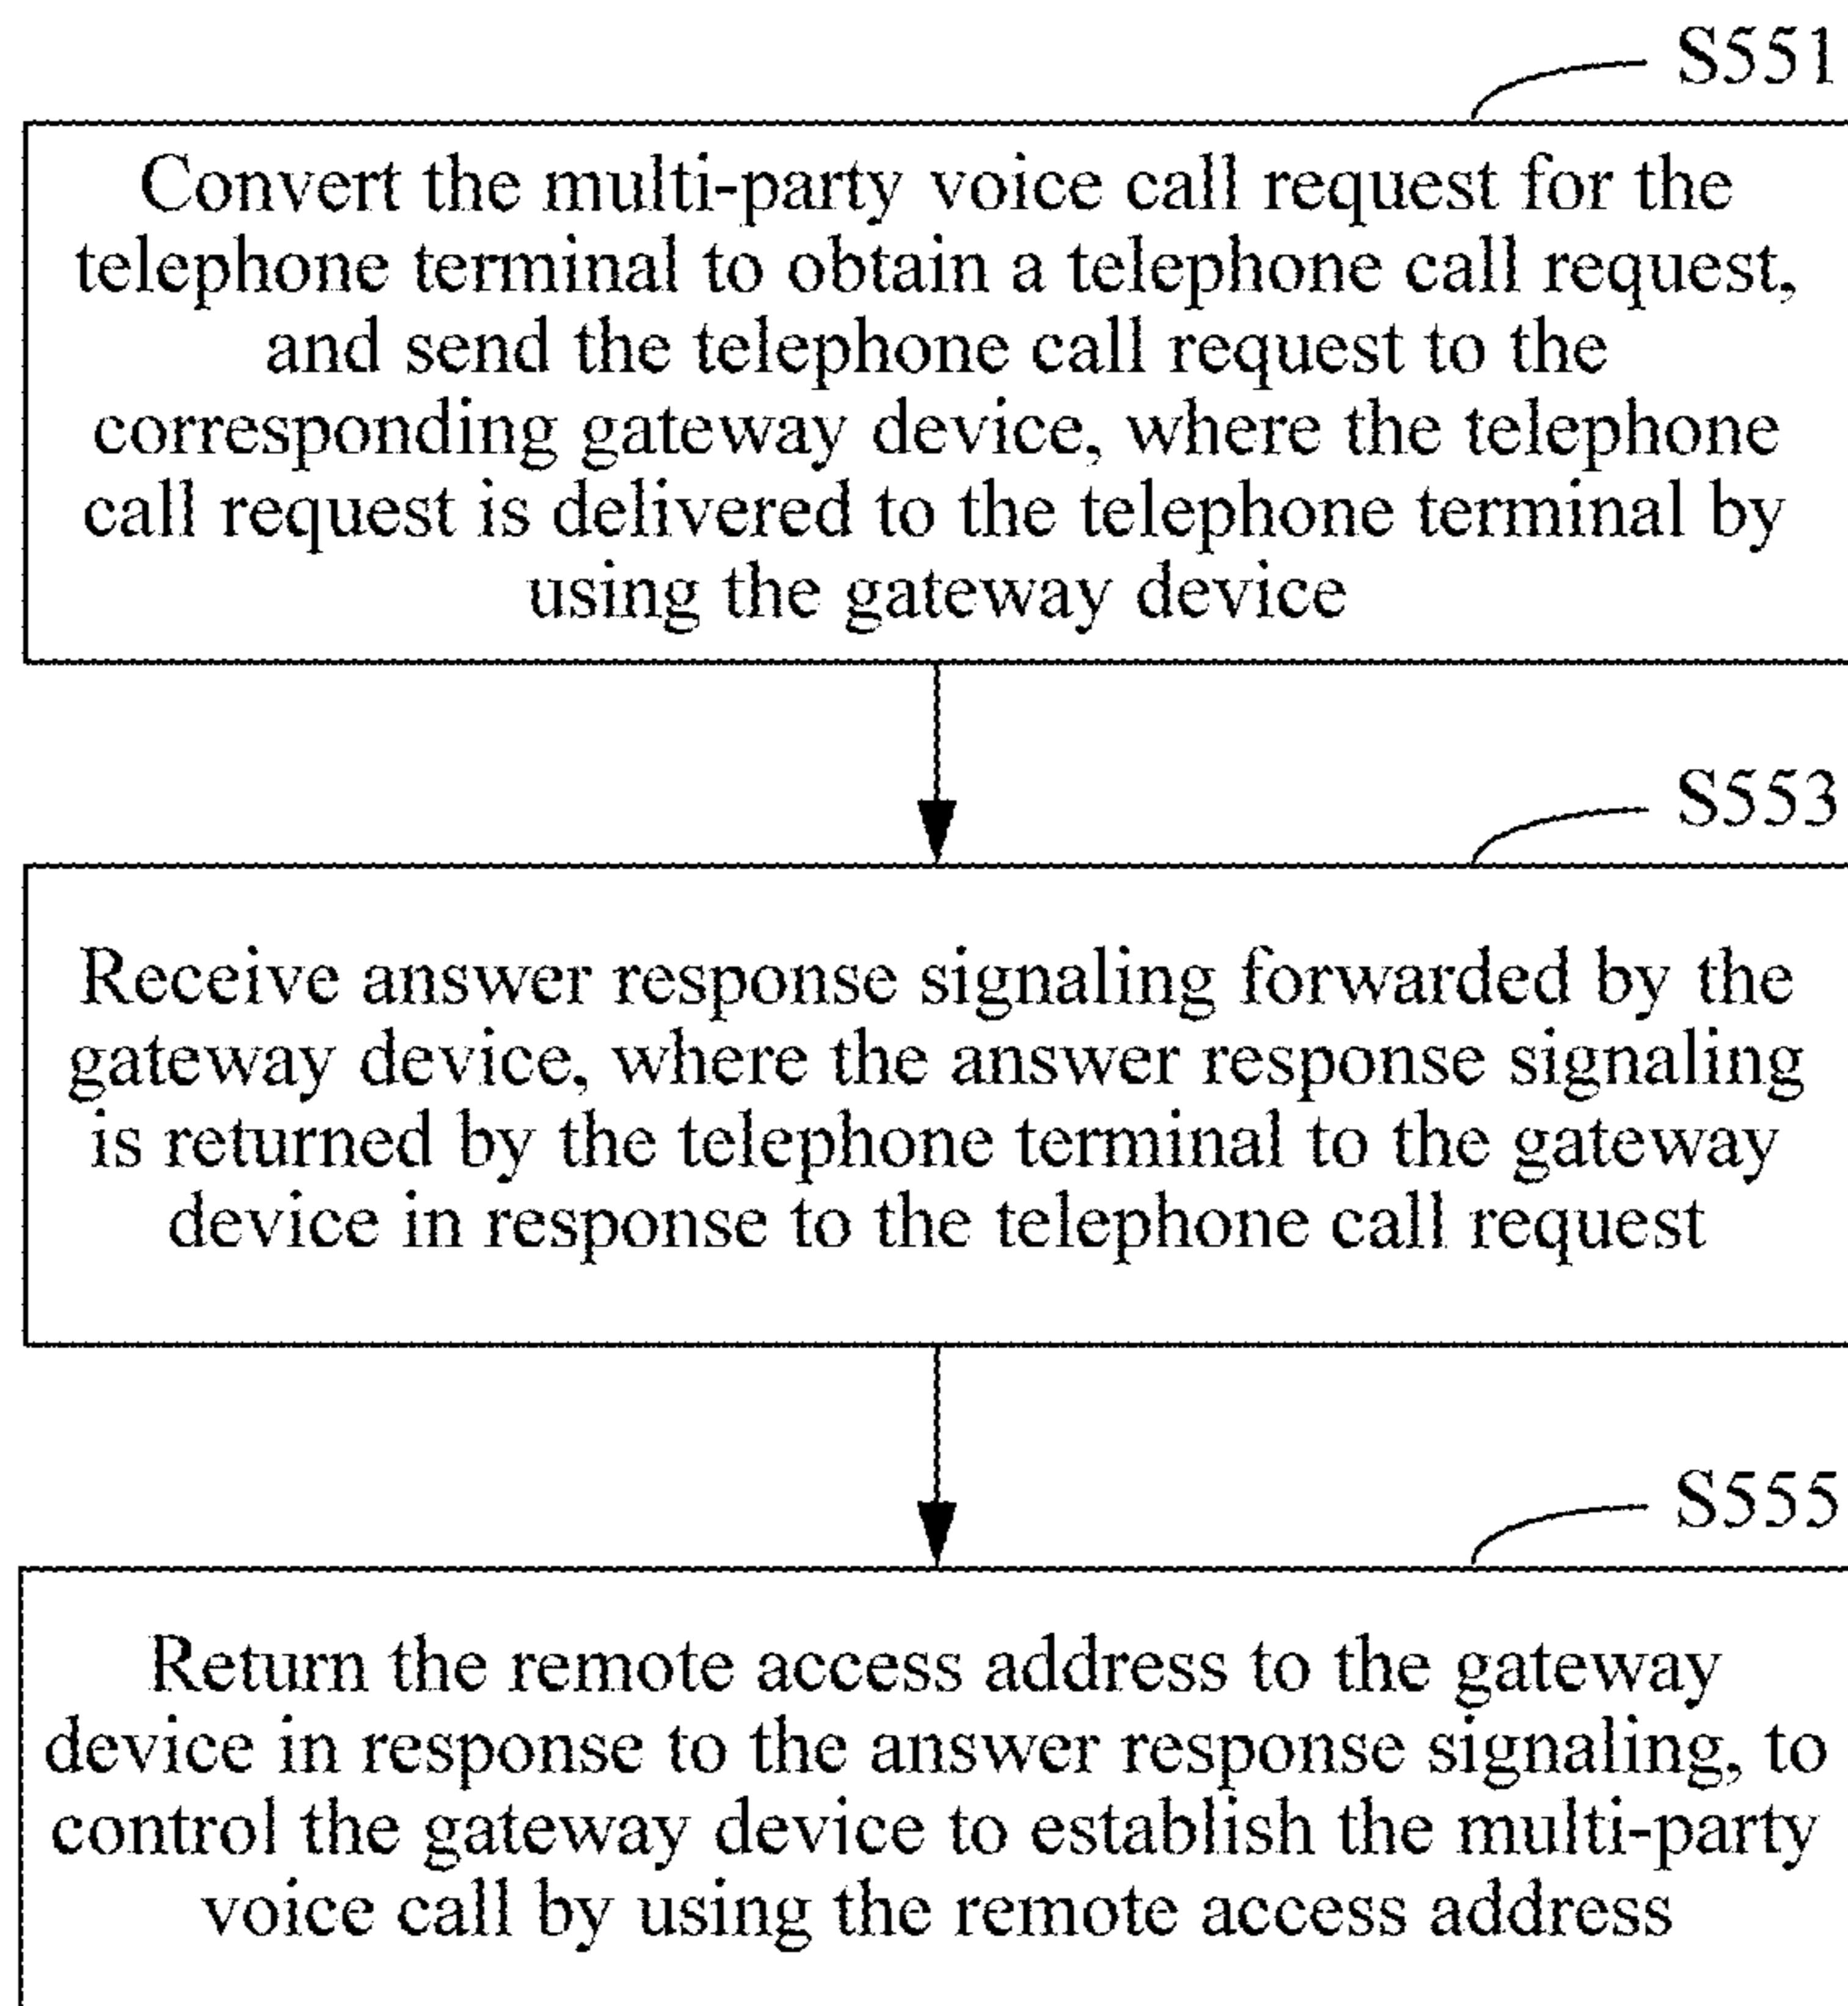 S551
Convert the multi-party voice call request for the
telephone terminal to obtain a telephone call request,
and send the telephone call request to the
corresponding gateway device, where the telephone
call request is delivered to the telephone terminal by
using the gateway device
S553
Receive answer response signaling forwarded by the
gateway device, where the answer response signaling
is returned by the telephone terminal to the gateway
device in response to the telephone call request
S555
Return the remote access address to the gateway
device in response to the answer response signaling, to
control the gateway device to establish the multi-party
voice call by using the remote access address